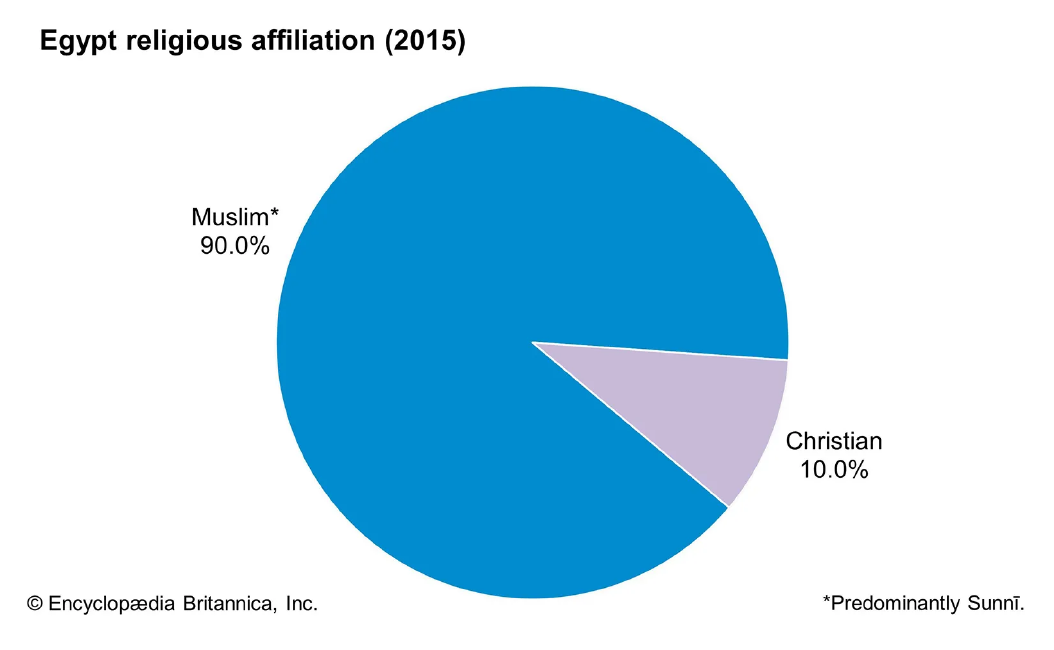 Egypt religious affiliation (2015)
Muslim*
90.0%
Christian
10.0%
© Encyclopædia Britannica, Inc.
*Predominantly Sunnī.